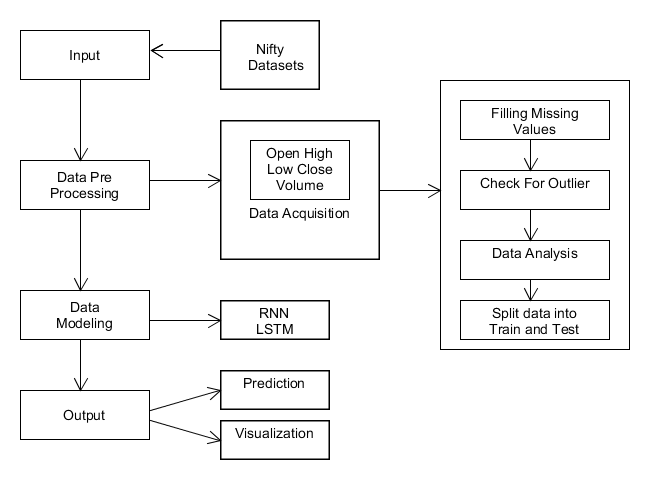 Input
Nifty
Datasets
Data Pre
Processing
Open High
Low Close
Volume
Data Acquisition
Filling Missing
Values
Check For Outlier
Data Analysis
Split data into
Train and Test
Data
Modeling
RNN
LSTM
Output
Prediction
Visualization